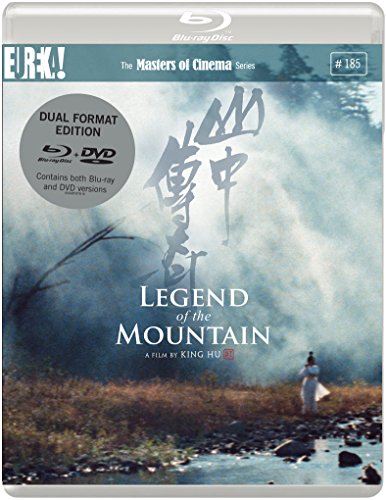 Blu-ray Disc
EUREKA!
The Masters of Cinema Series
# 185
DUAL FORMAT
EDITION
Blu-ray Disc + DVD
Contains both Blu-ray
and DVD versions
山中
傳奇
LEGEND
of the
MOUNTAIN
A FILM BY KING HU